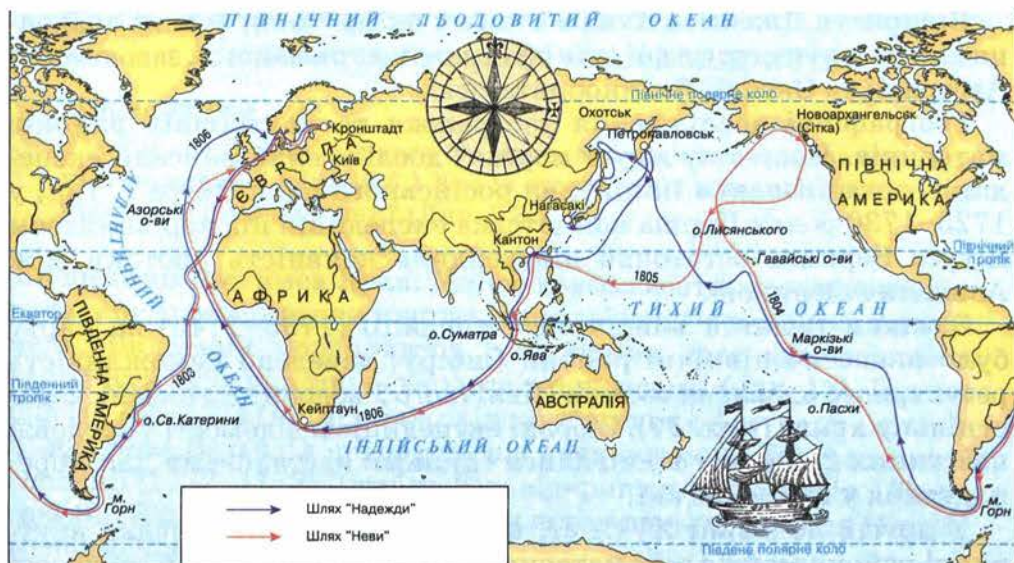 ПІВНІЧНИЙ ЛЬОДОВИТИЙ ОКЕАН
Північне полярне коло
1806
Кронштадт
Київ
ЄВРОПА
Охотськ
Петропавловськ
Новоархангельськ
(Сітка)
ПІВНІЧНА
АМЕРИКА
Азорські
о-ви
АТЛАНТИЧНИЙ
ОКЕАН
Нагасакі
Кантон
о.Лисянського
Північний
тропік
Гавайські о-ви
АФРИКА
1805
1804
Екватор
ТИХИЙ ОКЕАН
ПІВДЕННА АМЕРИКА
о.Суматра
о.Ява
Маркізькі
о-ви
Південний
тропік
1803
о.Св.Катерини
Кейптаун
1806
АВСТРАЛІЯ
о.Пасхи
ІНДІЙСЬКИЙ ОКЕАН
м.
Горн
м.
Горн
Шлях "Надежди"
Шлях "Неви"
Південе полярне коло